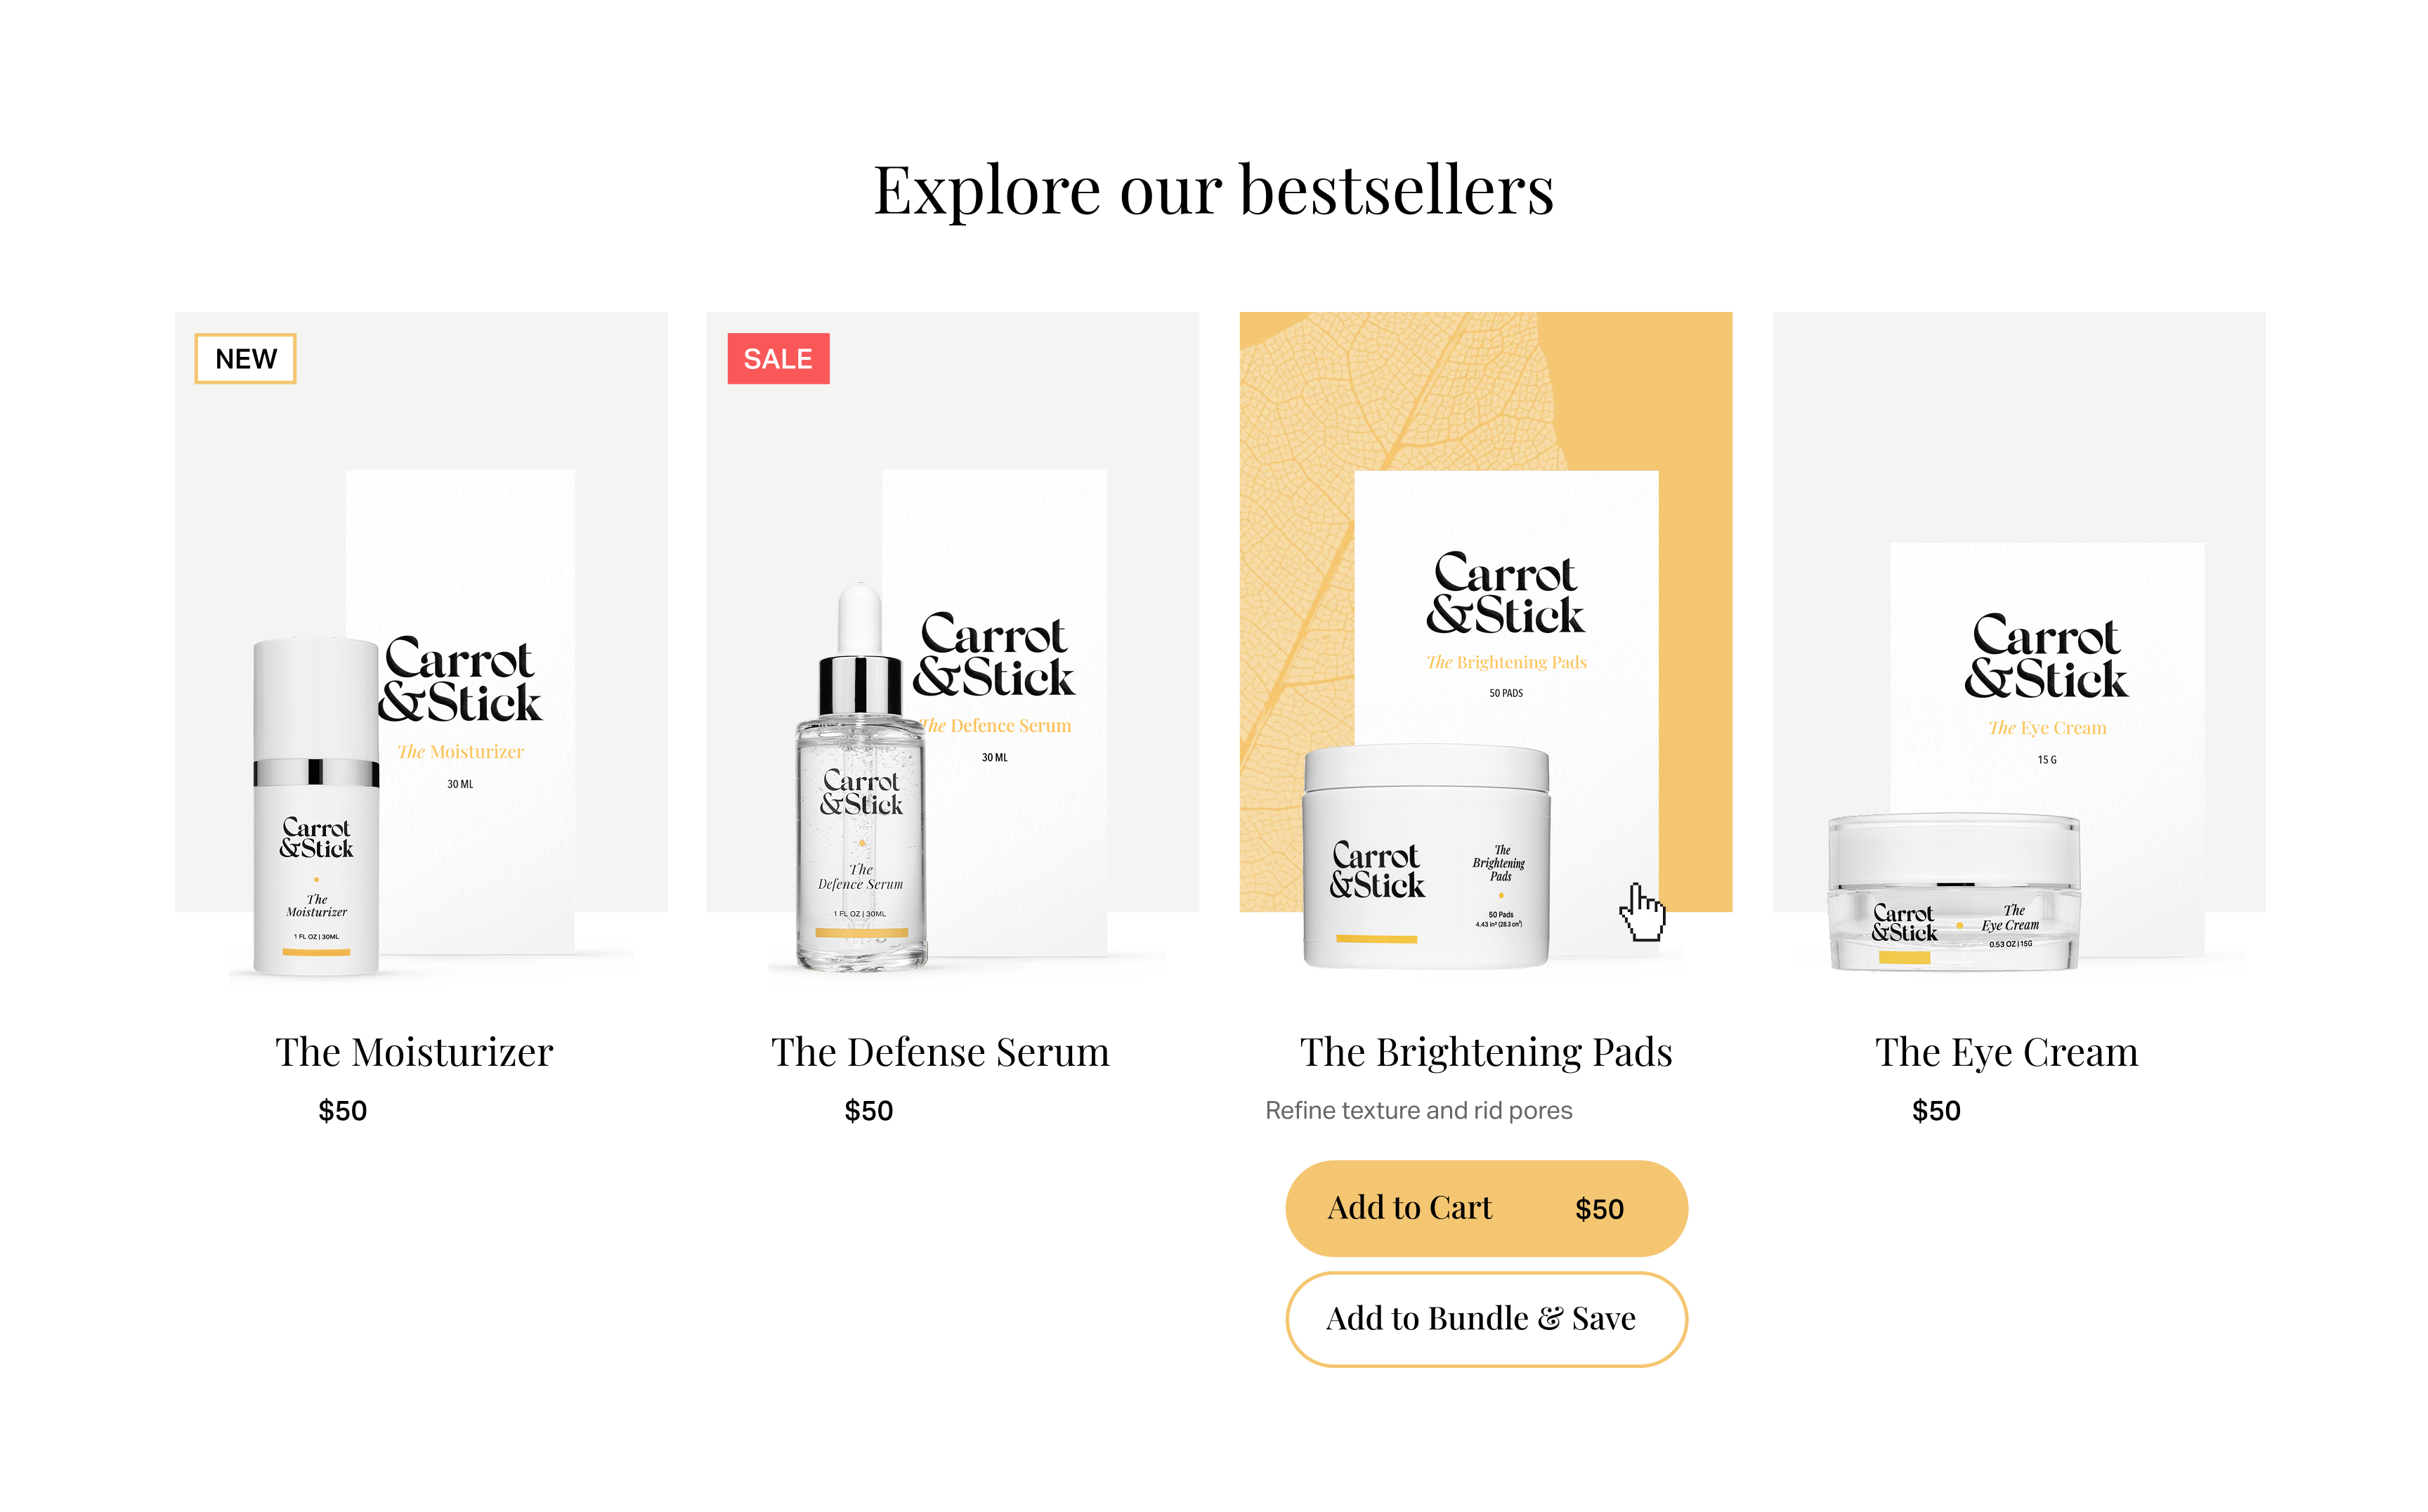 Explore our bestsellers
NEW
Carrot
&Stick
The Moisturizer
30 ML
Carrot
&Stick
The
Moisturizer
1 FL OZ | 30ML
The Moisturizer
$50
SALE
Carrot
&Stick
The Defence Serum
30 ML
Carrot
&Stick
The
Defence Serum
1 FL OZ | 30ML
The Defense Serum
$50
Carrot
&Stick
The Brightening Pads
50 PADS
Carrot
&Stick
The
Brightening
Pads
50 Pads
4.43 in² (28.3 cm²)
The Brightening Pads
Refine texture and rid pores
Add to Cart $50
Add to Bundle & Save
Carrot
&Stick
The Eye Cream
15 G
Carrot
&Stick
The
Eye Cream
0.53 OZ | 15G
The Eye Cream
$50